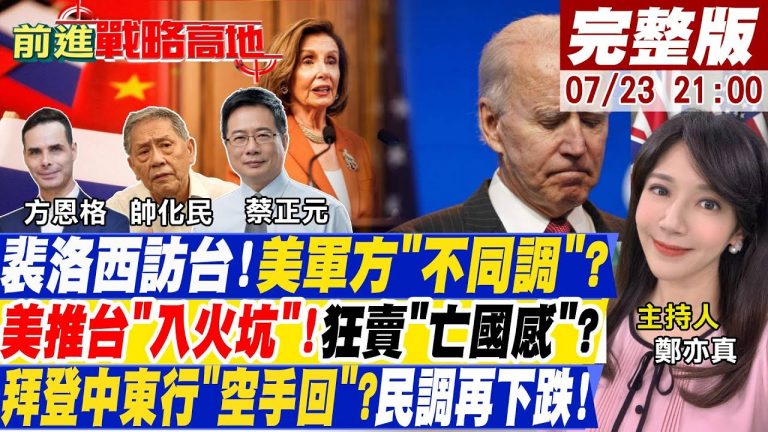 前進戰略高地
完整版
07/23 21:00
方恩格 帥化民 蔡正元
裴洛西訪台!美軍方"不同調"?
美推台"入火坑"!狂賣"亡國感"?
拜登中東行"空手回"?民調再下跌!
主持人
鄭亦真